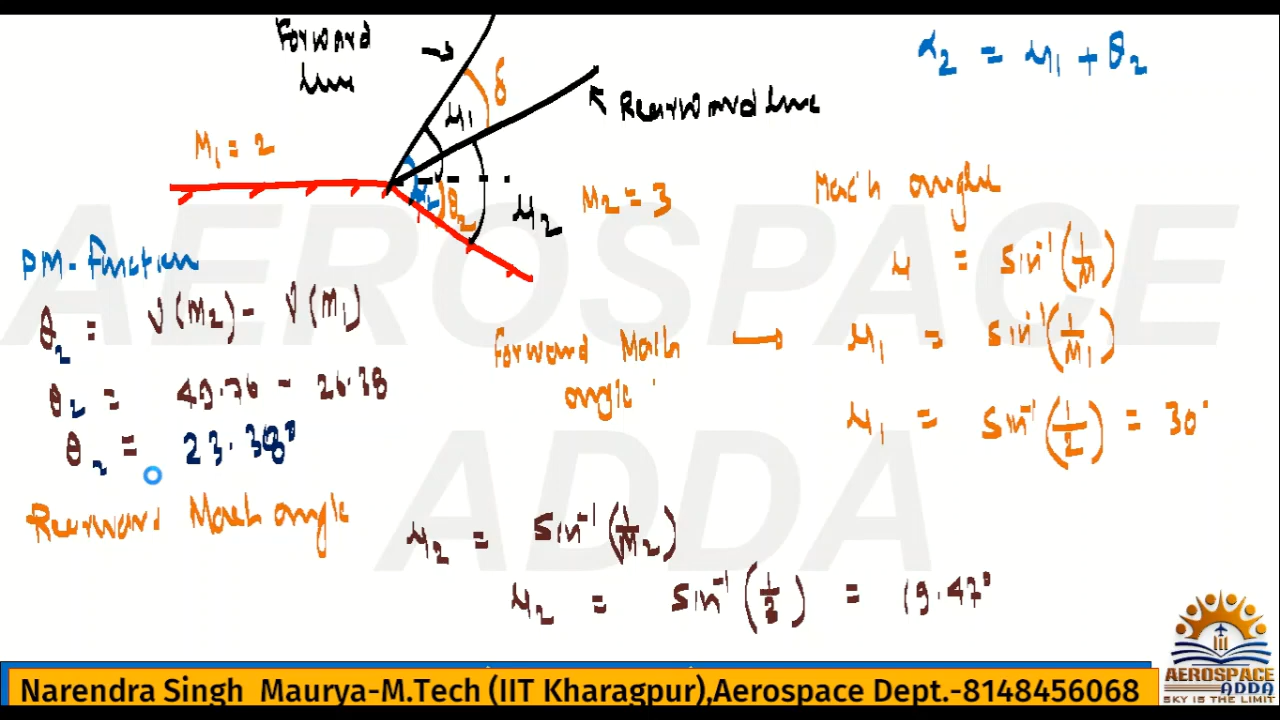 Forward
line
δ
α₂ = μ₁ + θ₂
μ₁
Rearward line
M₁ = 2
α₂
θ₂
μ₂
M₂ = 3
Mach angle
PM-function
μ = sin⁻¹(1/M)
θ₂ = ν(M₂) - ν(M₁)
Forward Mach
angle
→ μ₁ = sin⁻¹(1/M₁)
θ₂ = 49.76 - 26.38
μ₁ = sin⁻¹(1/2) = 30°
θ₂ = 23.38°
Rearward Mach angle
μ₂ = sin⁻¹(1/M₂)
μ₂ = sin⁻¹(1/3) = 19.47°
AEROSPACE
ADDA
Narendra Singh Maurya-M.Tech (IIT Kharagpur),Aerospace Dept.-8148456068
AEROSPACE
ADDA
SKY IS THE LIMIT